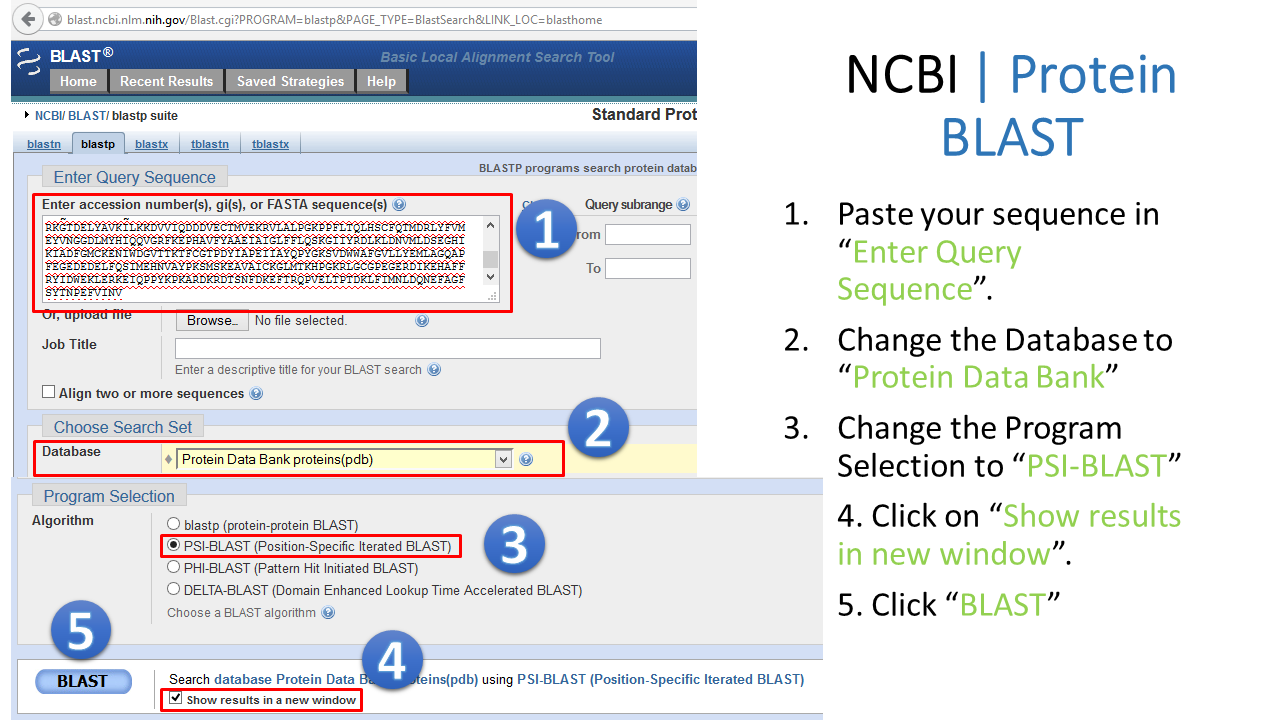 blast.ncbi.nlm.nih.gov/Blast.cgi?PROGRAM=blastp&PAGE_TYPE=BlastSearch&LINK_LOC=blasthome
BLAST®
Basic Local Alignment Search Tool
Home
Recent Results
Saved Strategies
Help
NCBI/ BLAST/ blastp suite
Standard Prot
blastn
blastp
blastx
tblastn
tblastx
BLASTP programs search protein datab
Enter Query Sequence
Enter accession number(s), gi(s), or FASTA sequence(s)
Query subrange
RKGTDELYAVKILKKDVVIQDDDVECTMVEKRVLALPGKPPFLTQLHSCFQTMDRLYFVM
EYVNGGDLMYHIQQVGRFKEPHAVFYAAEIAIGLFFLQSKGIIYRDLKLDNVMLDSEGHI
KIADFGMCKENIWDGVTTKTFCGTPDYIAPEIIAYQPYGKSVDWWAFGVLLYEMLAGQAP
FEGEDEDELFQSIMEHNVAYPKSMSKEAVAICKGLMTKHPGKRLGCGPEGERDIKEHAFF
RYIDWEKLERKEIQPPYKPKARDKRDTSNFDKEFTRQPVELTPTDKLFIMNLDQNEFAGF
SYTNPEFVINV
1
rom
To
Or, upload file
Browse_
No file selected.
Job Title
Enter a descriptive title for your BLAST search
Align two or more sequences
Choose Search Set
2
Database
Protein Data Bank proteins(pdb)
Program Selection
Algorithm
blastp (protein-protein BLAST)
PSI-BLAST (Position-Specific Iterated BLAST)
3
PHI-BLAST (Pattern Hit Initiated BLAST)
DELTA-BLAST (Domain Enhanced Lookup Time Accelerated BLAST)
Choose a BLAST algorithm
5
4
BLAST
Search database Protein Data Ba oteins(pdb) using PSI-BLAST (Position-Specific Iterated BLAST)
Show results in a new window
NCBI | Protein
BLAST
1. Paste your sequence in
“Enter Query
Sequence”.
2. Change the Database to
“Protein Data Bank”
3. Change the Program
Selection to “PSI-BLAST”
4. Click on “Show results
in new window”.
5. Click “BLAST”